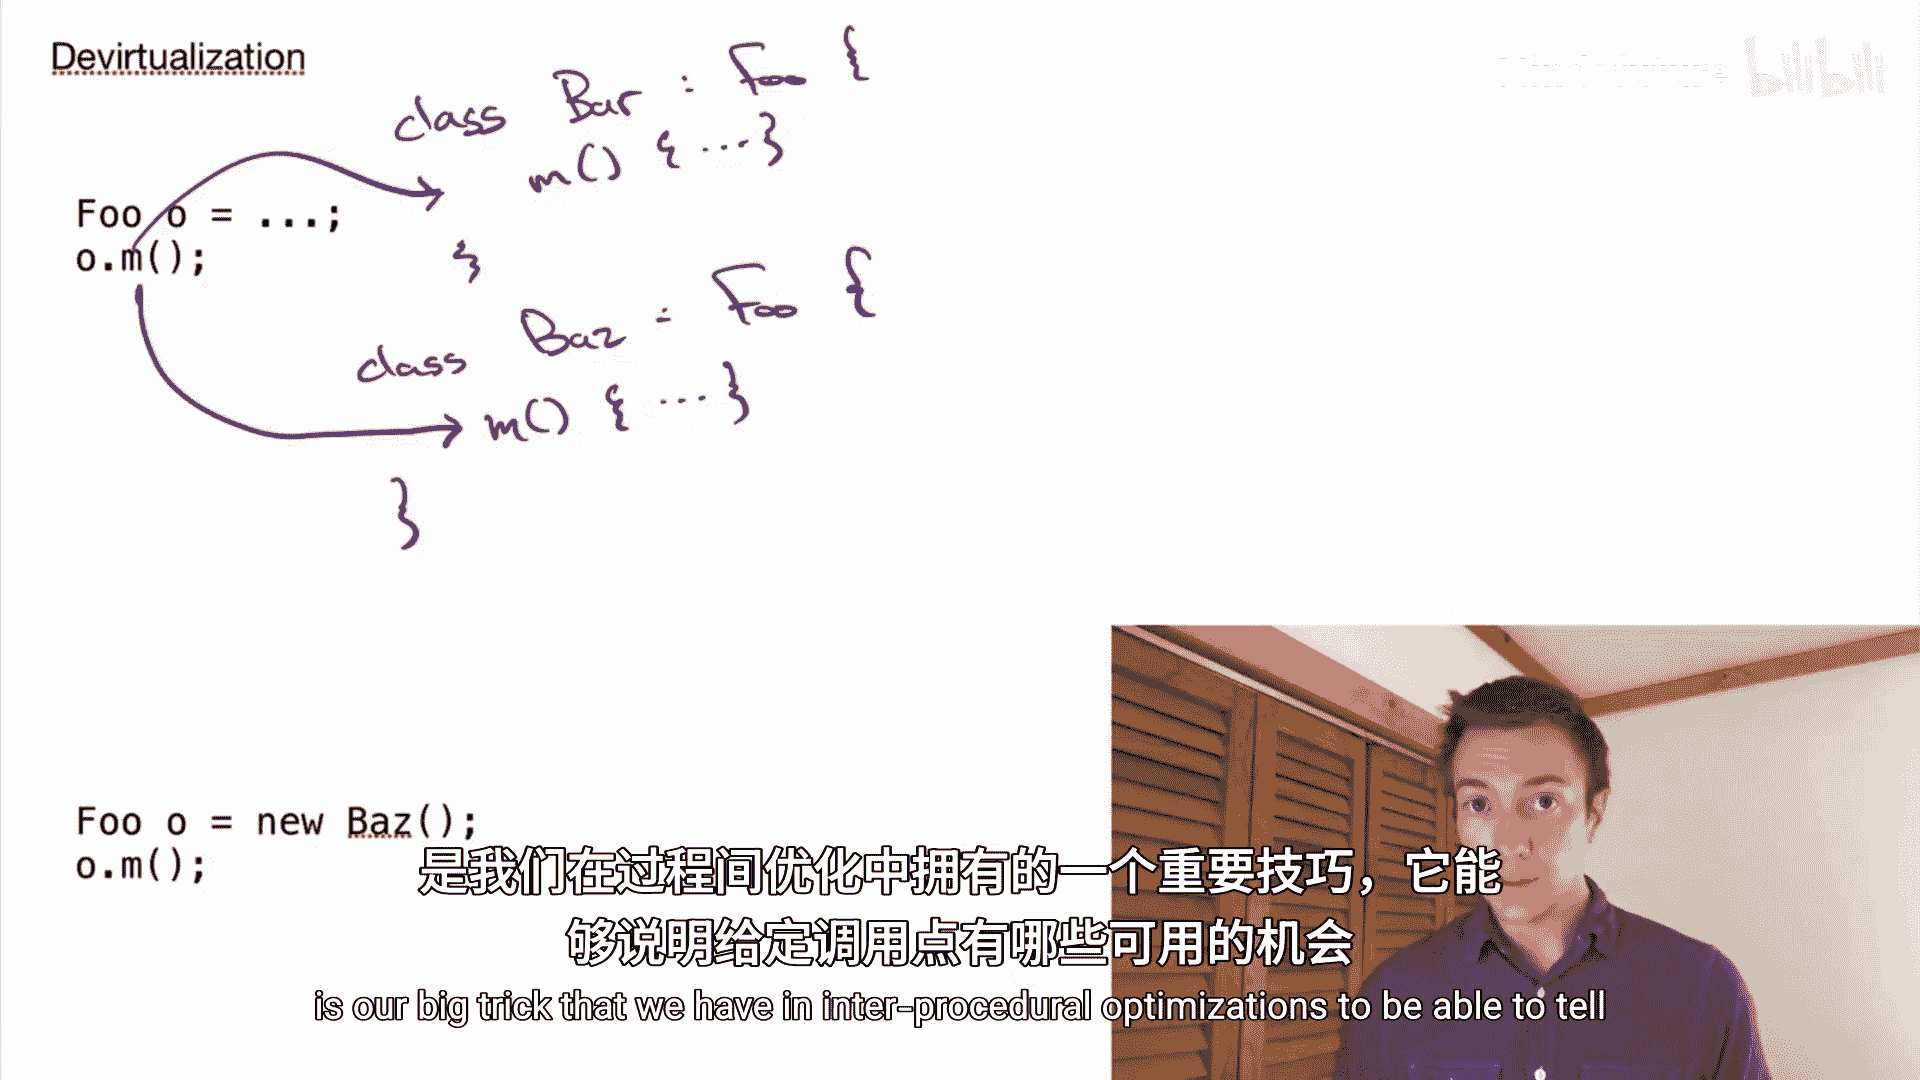 Devirtualization
class Bar : Foo {
m() { ... }
}
Foo o = ...;
o.m();
class Baz : Foo {
m() { ... }
}
Foo o = new Baz();
o.m();
是我们在过程间优化中拥有的一个重要技巧，它能
够说明给定调用点有哪些可用的机会
is our big trick that we have in inter-procedural optimizations to be able to tell
bilibili